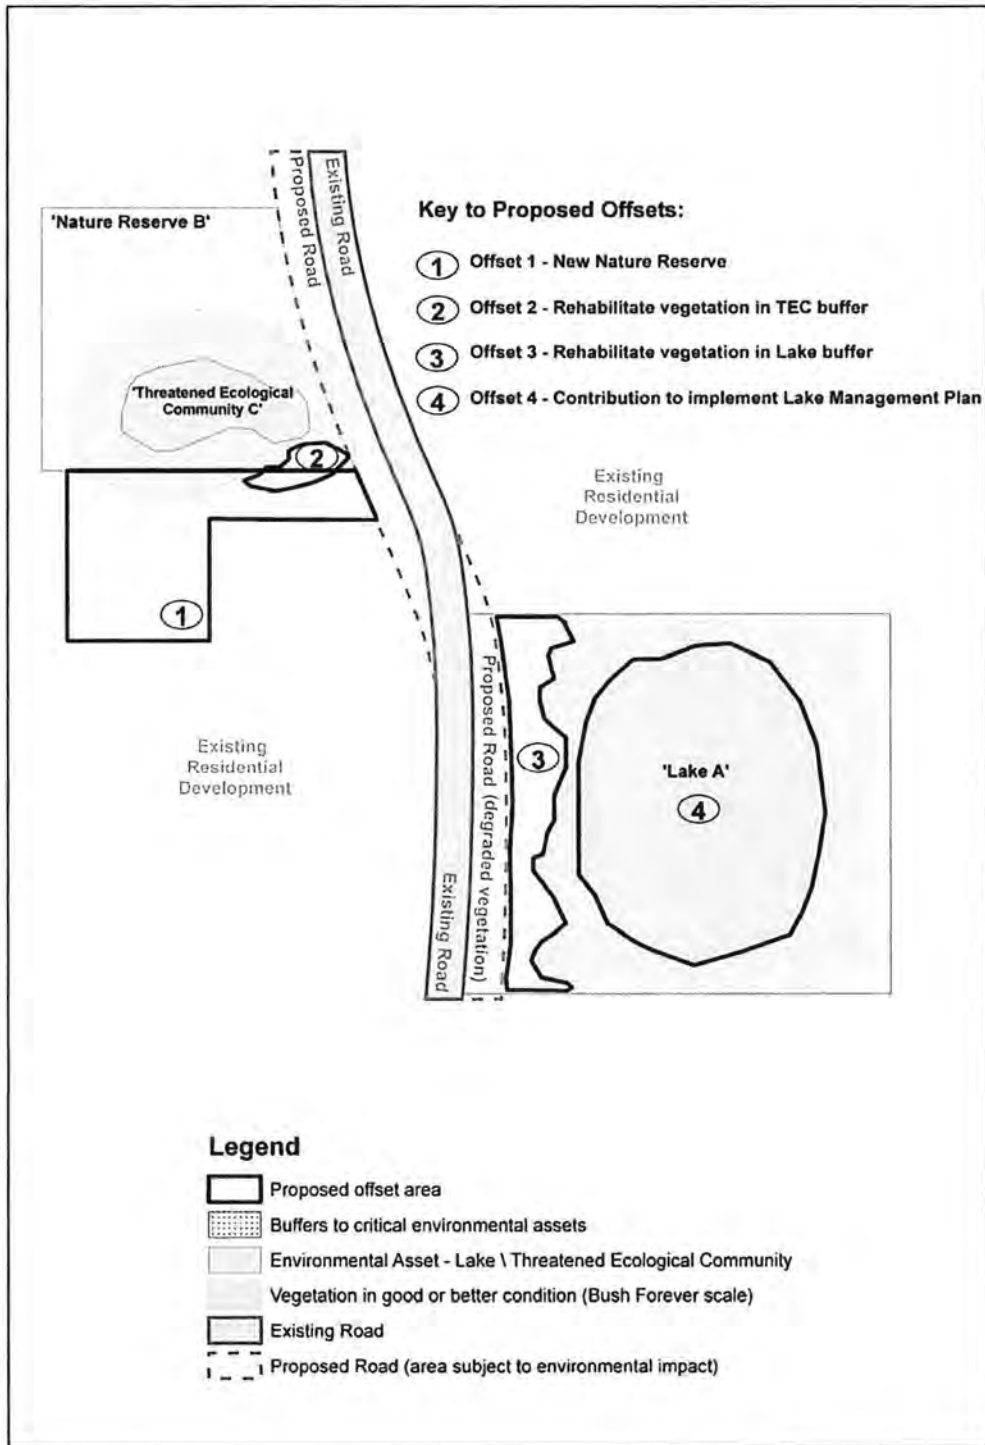 Proposed Road
Existing Road
'Nature Reserve B'
Key to Proposed Offsets:
1 Offset 1 - New Nature Reserve
2 Offset 2 - Rehabilitate vegetation in TEC buffer
3 Offset 3 - Rehabilitate vegetation in Lake buffer
4 Offset 4 - Contribution to implement Lake Management Plan
'Threatened Ecological
Community C'
2
Existing
Residential
Development
1
Existing
Residential
Development
Proposed Road (degraded vegetation)
3
'Lake A'
4
Existing Road
Legend
Proposed offset area
Buffers to critical environmental assets
Environmental Asset - Lake \ Threatened Ecological Community
Vegetation in good or better condition (Bush Forever scale)
Existing Road
Proposed Road (area subject to environmental impact)